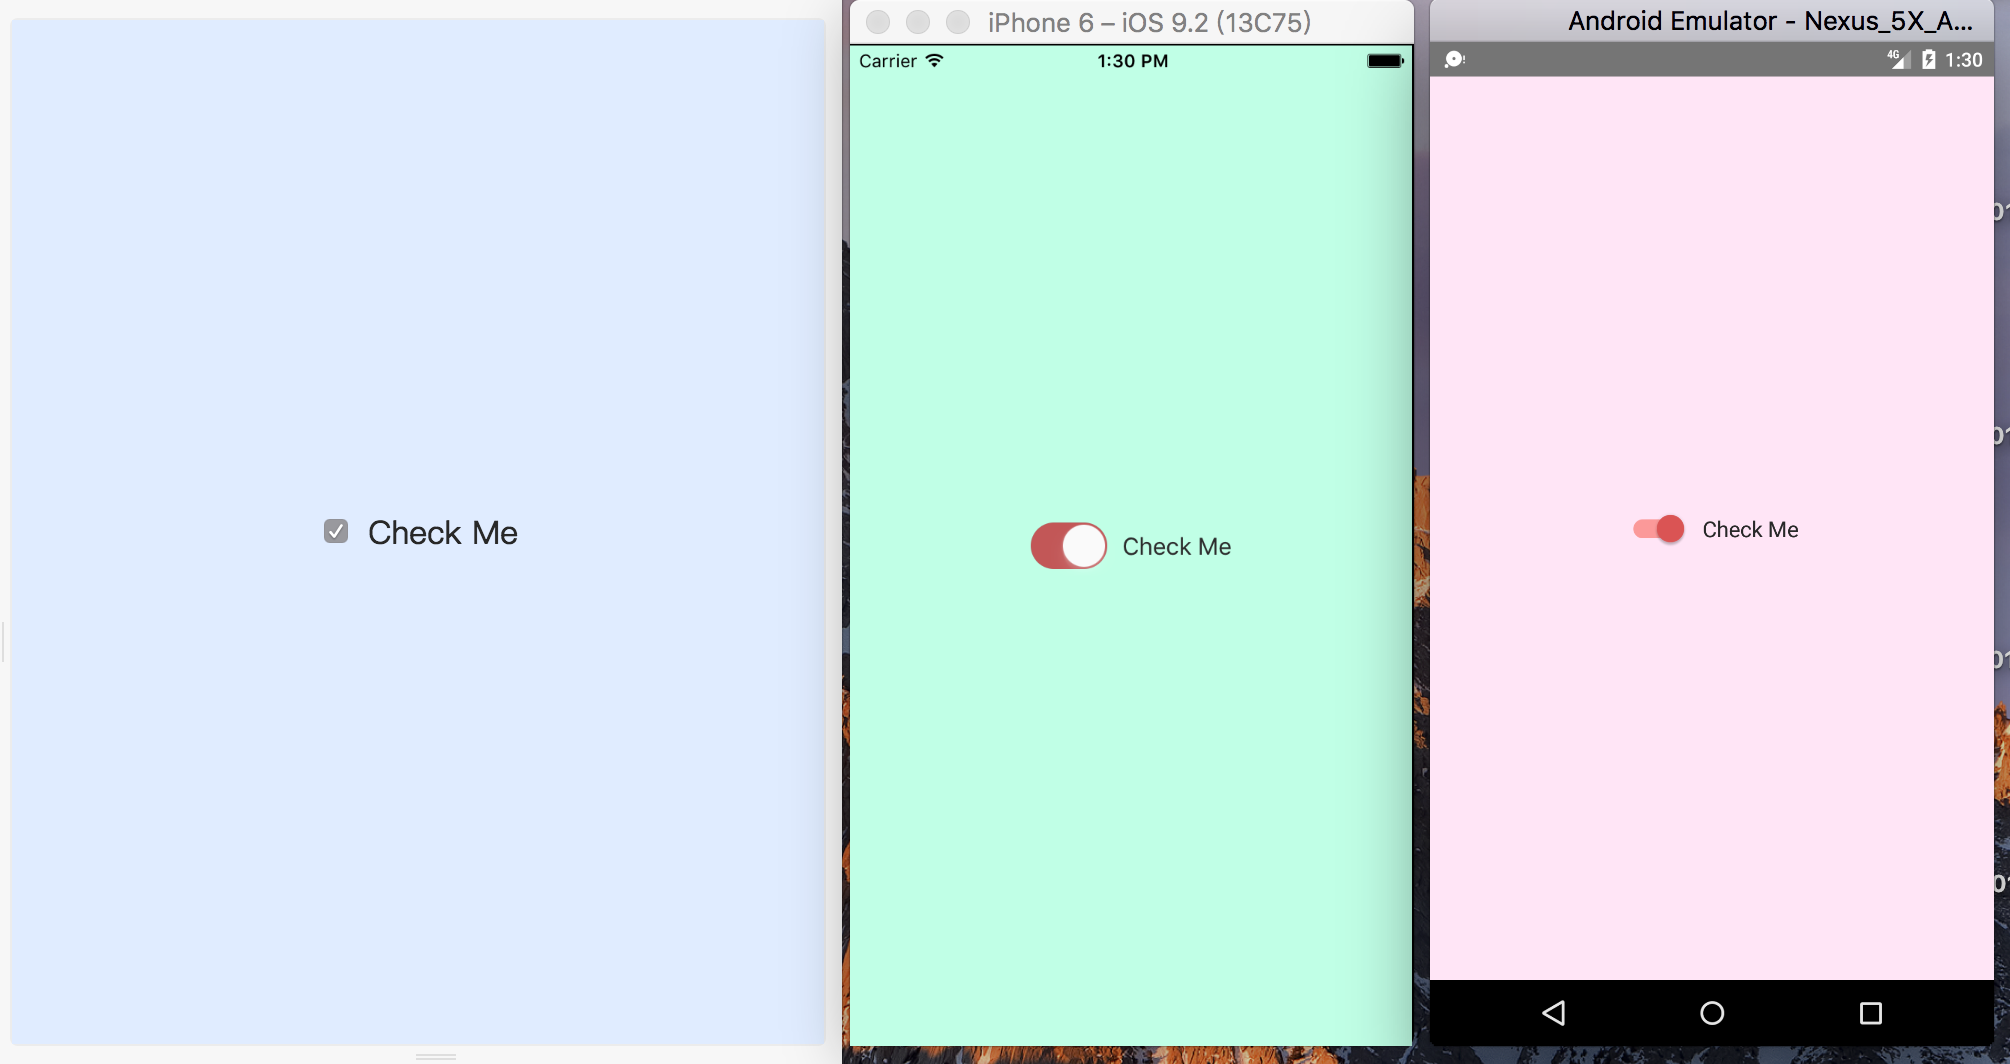 Check Me
iPhone 6 – iOS 9.2 (13C75)
Carrier
1:30 PM
Check Me
Android Emulator - Nexus_5X_A...
4G
1:30
Check Me